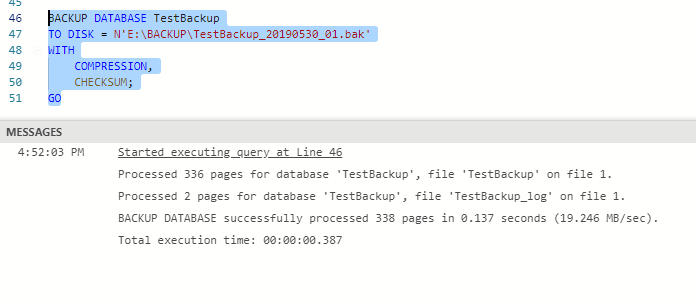 45
46 BACKUP DATABASE TestBackup
47 TO DISK = N'E:\BACKUP\TestBackup_20190530_01.bak'
48 WITH
49 COMPRESSION,
50 CHECKSUM;
51 GO
MESSAGES
4:52:03 PM Started executing query at Line 46
Processed 336 pages for database 'TestBackup', file 'TestBackup' on file 1.
Processed 2 pages for database 'TestBackup', file 'TestBackup_log' on file 1.
BACKUP DATABASE successfully processed 338 pages in 0.137 seconds (19.246 MB/sec).
Total execution time: 00:00:00.387